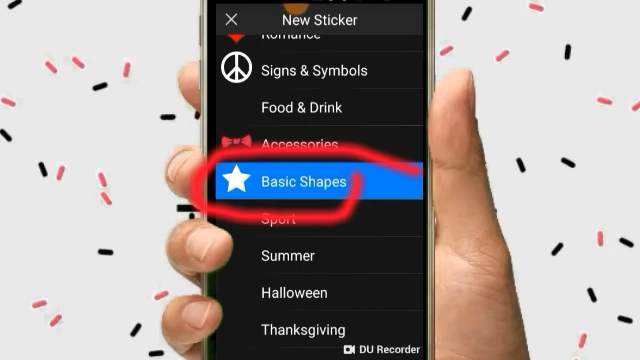 New Sticker
Romance
Signs & Symbols
Food & Drink
Accessories
Basic Shapes
Sport
Summer
Halloween
Thanksgiving
DU Recorder